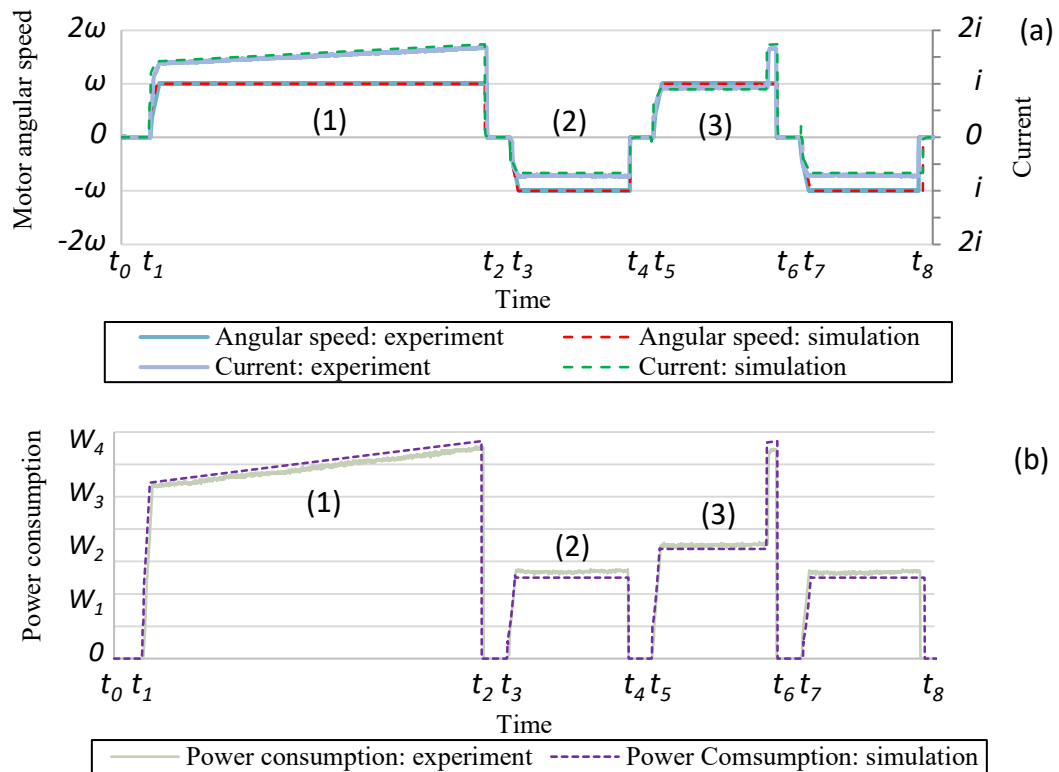 2ω 2i (a)
ω i
0 0
-ω i
-2ω 2i
Motor angular speed
Current
(1) (2) (3)
t0 t1 t2 t3 t4 t5 t6 t7 t8
Time
Angular speed: experiment Angular speed: simulation
Current: experiment Current: simulation
W4 (b)
W3
W2
W1
0
Power consumption
(1) (2) (3)
t0 t1 t2 t3 t4 t5 t6 t7 t8
Time
Power consumption: experiment Power Comsumption: simulation